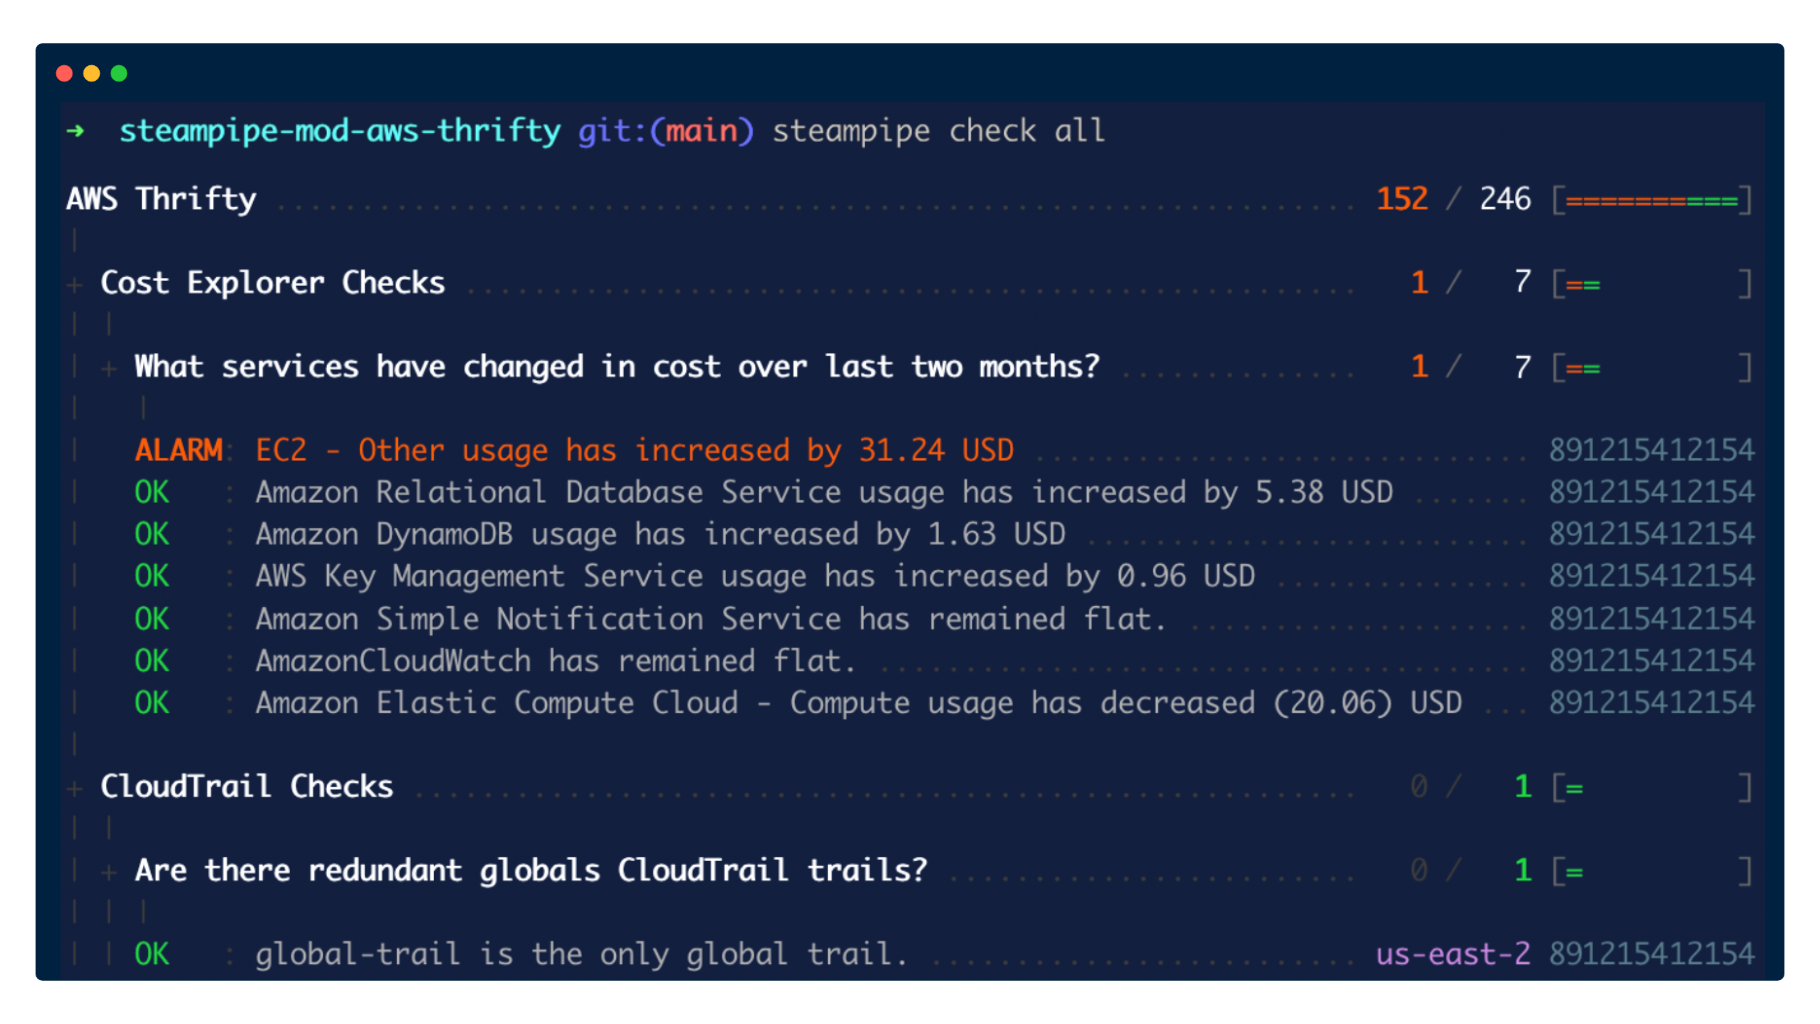 ➜ steampipe-mod-aws-thrifty git:(main) steampipe check all
AWS Thrifty ............................................................... 152 / 246 [==========]
|
+ Cost Explorer Checks .................................................... 1 / 7 [== ]
| |
| + What services have changed in cost over last two months? .............. 1 / 7 [== ]
| |
| ALARM: EC2 - Other usage has increased by 31.24 USD ............................. 891215412154
| OK : Amazon Relational Database Service usage has increased by 5.38 USD ....... 891215412154
| OK : Amazon DynamoDB usage has increased by 1.63 USD .......................... 891215412154
| OK : AWS Key Management Service usage has increased by 0.96 USD ............... 891215412154
| OK : Amazon Simple Notification Service has remained flat. .................... 891215412154
| OK : AmazonCloudWatch has remained flat. ...................................... 891215412154
| OK : Amazon Elastic Compute Cloud - Compute usage has decreased (20.06) USD ... 891215412154
|
+ CloudTrail Checks ....................................................... 0 / 1 [= ]
| |
| + Are there redundant globals CloudTrail trails? ........................ 0 / 1 [= ]
| | |
| | OK : global-trail is the only global trail. ......................... us-east-2 891215412154